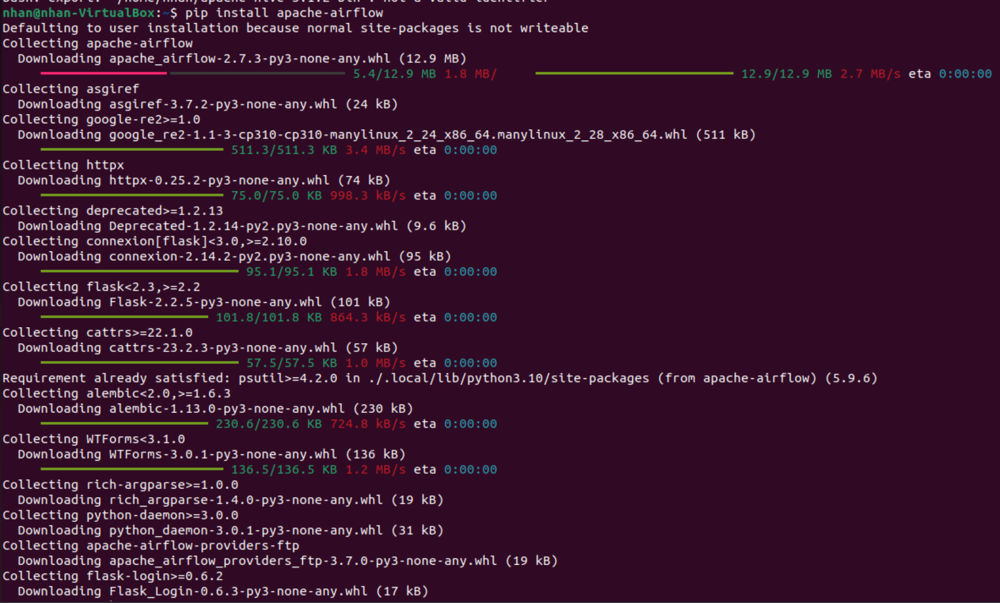 nhan@nhan-VirtualBox:~$ pip install apache-airflow
Defaulting to user installation because normal site-packages is not writeable
Collecting apache-airflow
Downloading apache_airflow-2.7.3-py3-none-any.whl (12.9 MB)
5.4/12.9 MB 1.8 MB/ 12.9/12.9 MB 2.7 MB/s eta 0:00:00
Collecting asgiref
Downloading asgiref-3.7.2-py3-none-any.whl (24 kB)
Collecting google-re2>=1.0
Downloading google_re2-1.1-3-cp310-cp310-manylinux_2_24_x86_64.manylinux_2_28_x86_64.whl (511 kB)
511.3/511.3 KB 3.4 MB/s eta 0:00:00
Collecting httpx
Downloading httpx-0.25.2-py3-none-any.whl (74 kB)
75.0/75.0 KB 998.3 kB/s eta 0:00:00
Collecting deprecated>=1.2.13
Downloading Deprecated-1.2.14-py2.py3-none-any.whl (9.6 kB)
Collecting connexion[flask]<3.0,>=2.10.0
Downloading connexion-2.14.2-py2.py3-none-any.whl (95 kB)
95.1/95.1 KB 1.8 MB/s eta 0:00:00
Collecting flask<2.3,>=2.2
Downloading Flask-2.2.5-py3-none-any.whl (101 kB)
101.8/101.8 KB 864.3 kB/s eta 0:00:00
Collecting cattrs>=22.1.0
Downloading cattrs-23.2.3-py3-none-any.whl (57 kB)
57.5/57.5 KB 1.0 MB/s eta 0:00:00
Requirement already satisfied: psutil>=4.2.0 in ./.local/lib/python3.10/site-packages (from apache-airflow) (5.9.6)
Collecting alembic<2.0,>=1.6.3
Downloading alembic-1.13.0-py3-none-any.whl (230 kB)
230.6/230.6 KB 724.8 kB/s eta 0:00:00
Collecting WTForms<3.1.0
Downloading WTForms-3.0.1-py3-none-any.whl (136 kB)
136.5/136.5 KB 1.2 MB/s eta 0:00:00
Collecting rich-argparse>=1.0.0
Downloading rich_argparse-1.4.0-py3-none-any.whl (19 kB)
Collecting python-daemon>=3.0.0
Downloading python_daemon-3.0.1-py3-none-any.whl (31 kB)
Collecting apache-airflow-providers-ftp
Downloading apache_airflow_providers_ftp-3.7.0-py3-none-any.whl (19 kB)
Collecting flask-login>=0.6.2
Downloading Flask_Login-0.6.3-py3-none-any.whl (17 kB)